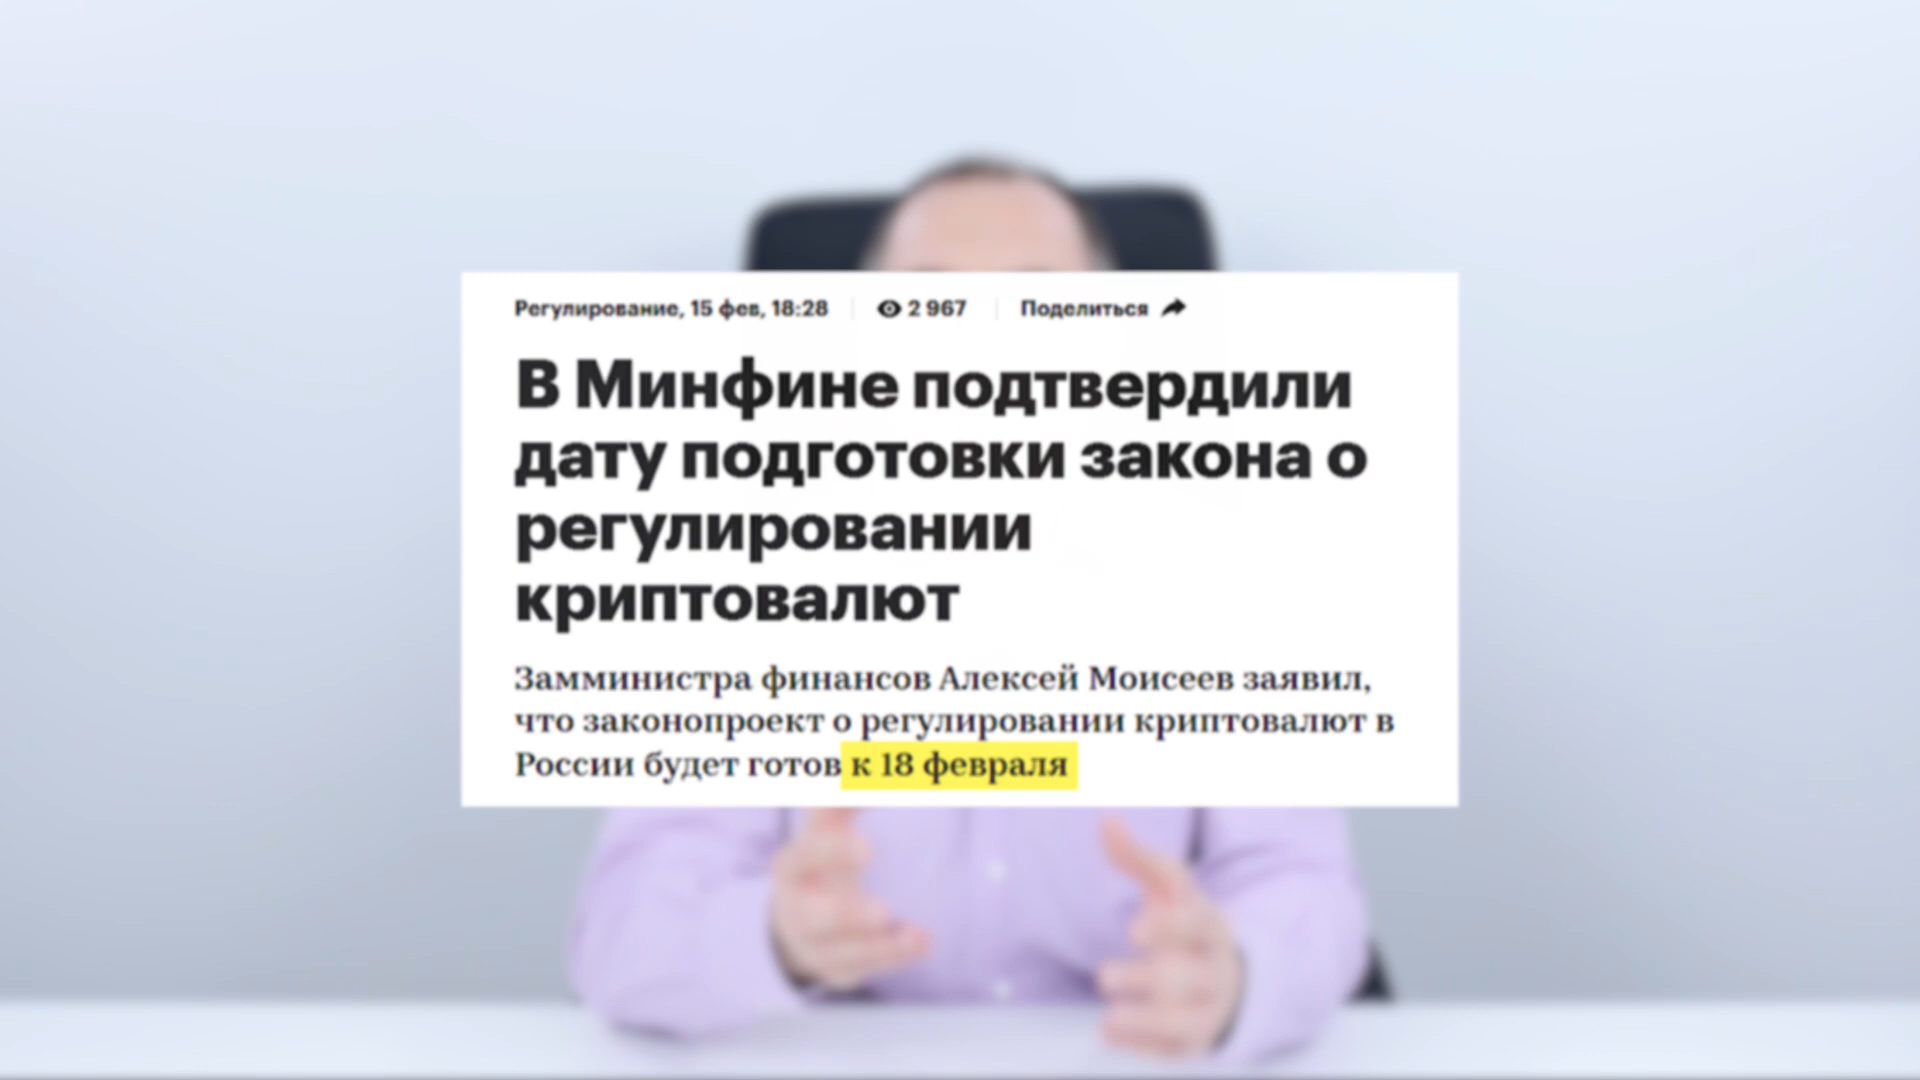 Регулирование, 15 фев, 18:28 2 967 Поделиться
В Минфине подтвердили
дату подготовки закона о
регулировании
криптовалют
Замминистра финансов Алексей Моисеев заявил,
что законопроект о регулировании криптовалют в
России будет готов к 18 февраля